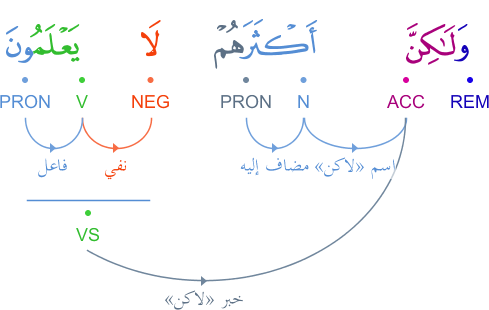 وَلَـٰكِنَّ أَكْثَرَهُمْ لَا يَعْلَمُونَ
PRON V NEG PRON N ACC REM
فاعل نفي مضاف إليه اسم «لاكن»
VS
خبر «لاكن»